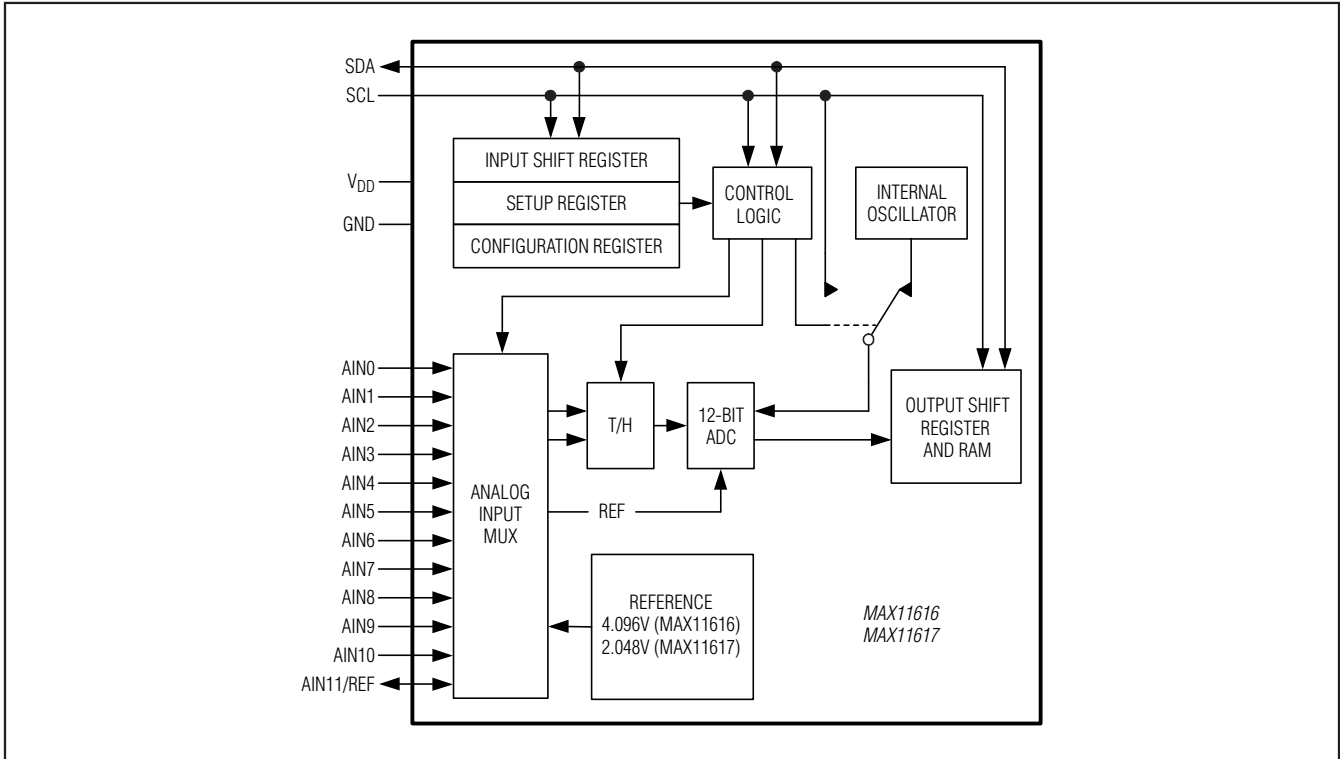 SDA
SCL
V_DD
GND
INPUT SHIFT REGISTER
SETUP REGISTER
CONFIGURATION REGISTER
CONTROL
LOGIC
INTERNAL
OSCILLATOR
AIN0
AIN1
AIN2
AIN3
AIN4
AIN5
AIN6
AIN7
AIN8
AIN9
AIN10
AIN11/REF
ANALOG
INPUT
MUX
T/H
12-BIT
ADC
REF
OUTPUT SHIFT
REGISTER
AND RAM
REFERENCE
4.096V (MAX11616)
2.048V (MAX11617)
MAX11616
MAX11617